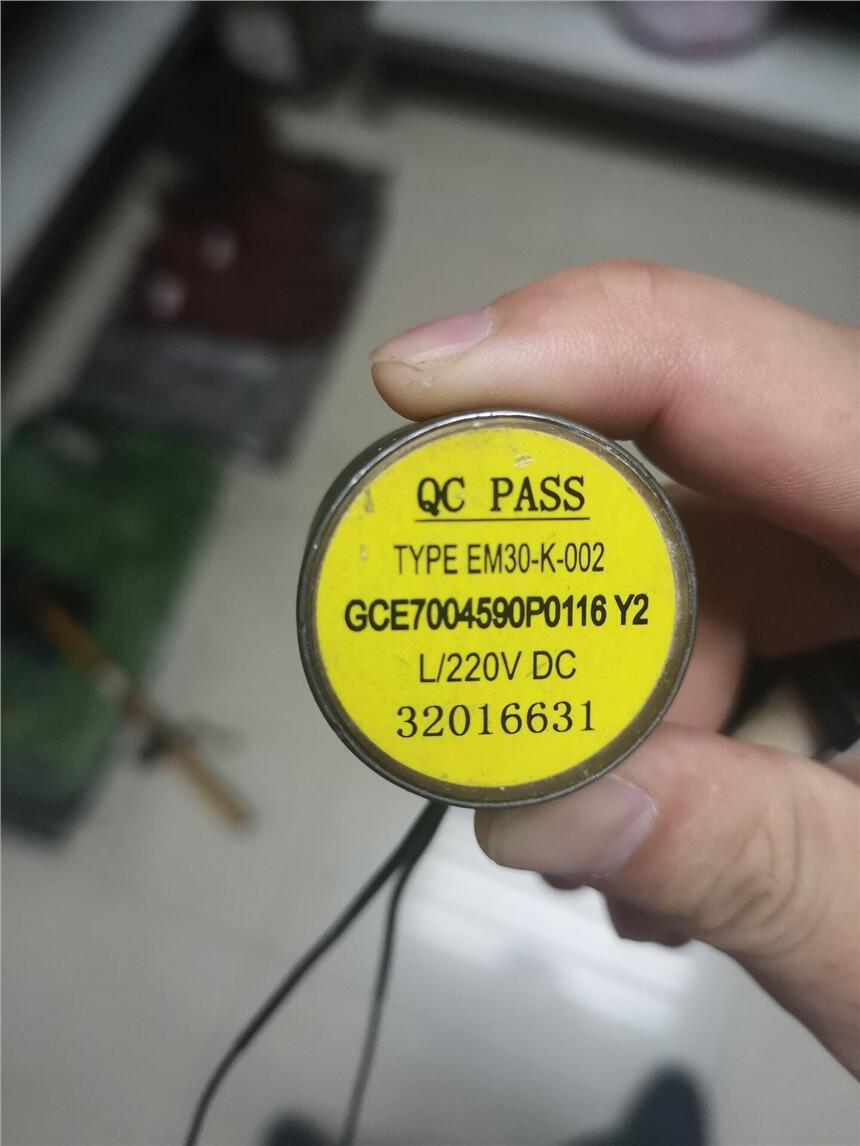 QC PASS
TYPE EM30-K-002
GCE7004590P0116 Y2
L/220V DC
32016631